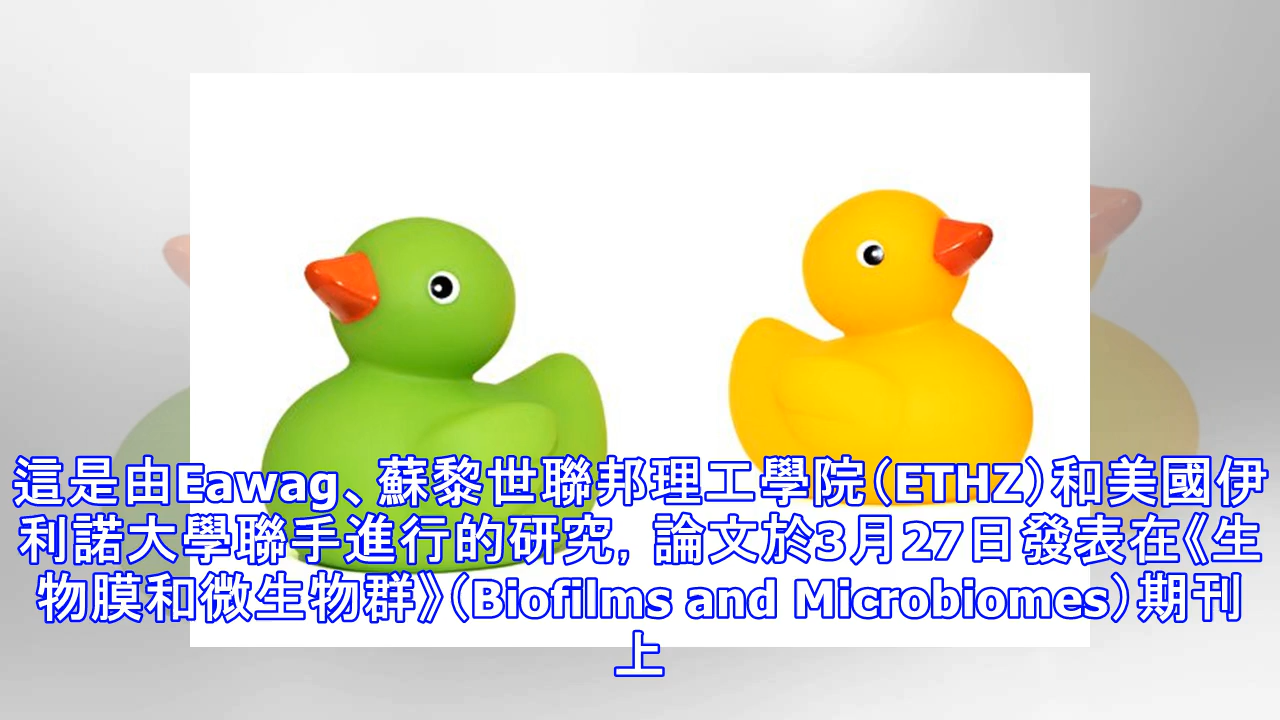 這是由Eawag、蘇黎世聯邦理工學院(ETHZ)和美國伊
利諾大學聯手進行的研究, 論文於3月27日發表在《生
物膜和微生物群》(Biofilms and Microbiomes)期刊
上